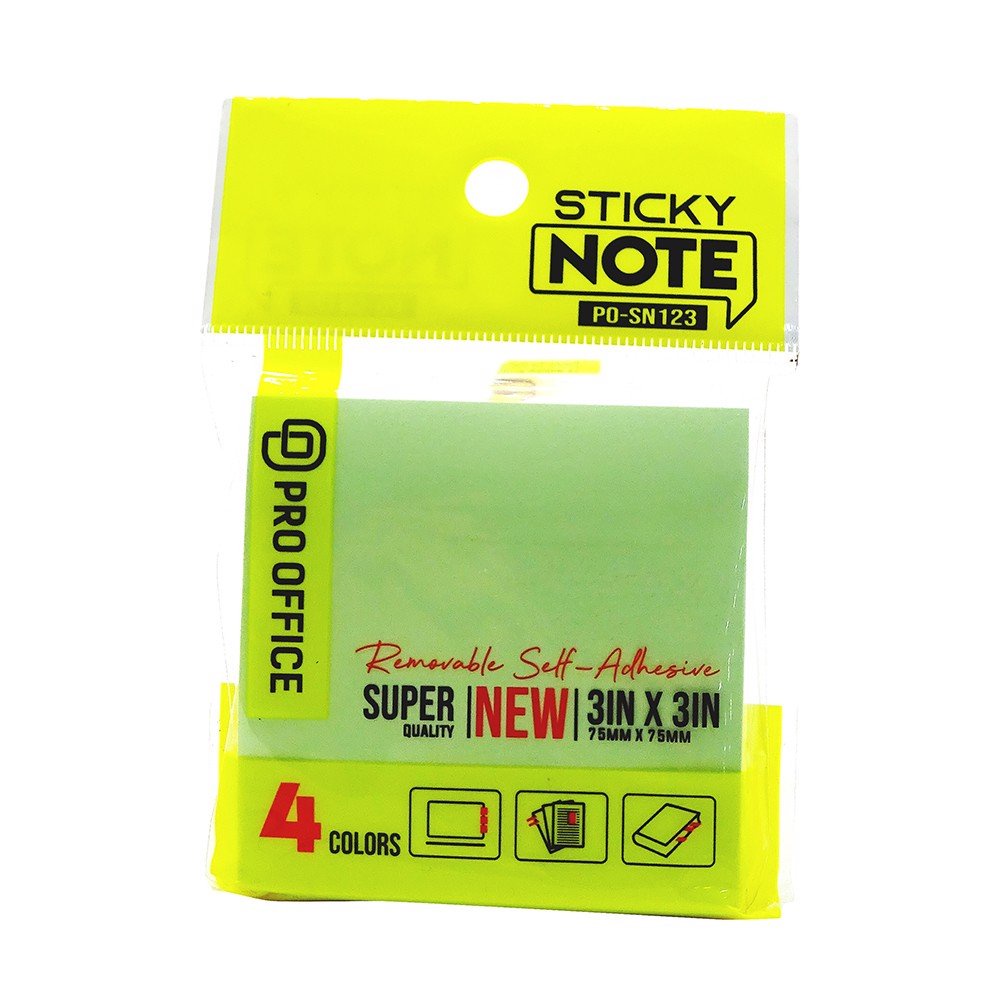 STICKY
NOTE
PO-SN123
PRO OFFICE
Removable Self-Adhesive
SUPER
QUALITY
NEW
3IN X 3IN
75MM X 75MM
4 COLORS